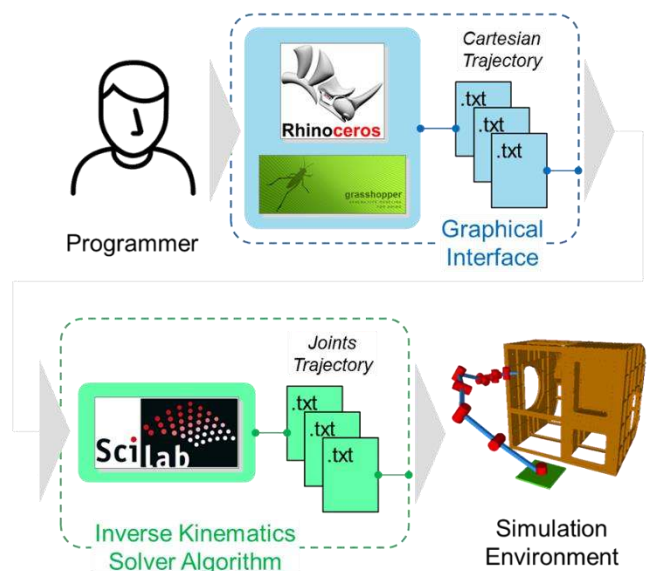 Cartesian
Trajectory
.txt
.txt
.txt
Rhinoceros
grasshopper
Programmer
Graphical
Interface
Joints
Trajectory
.txt
.txt
.txt
Scilab
Inverse Kinematics
Solver Algorithm
Simulation
Environment